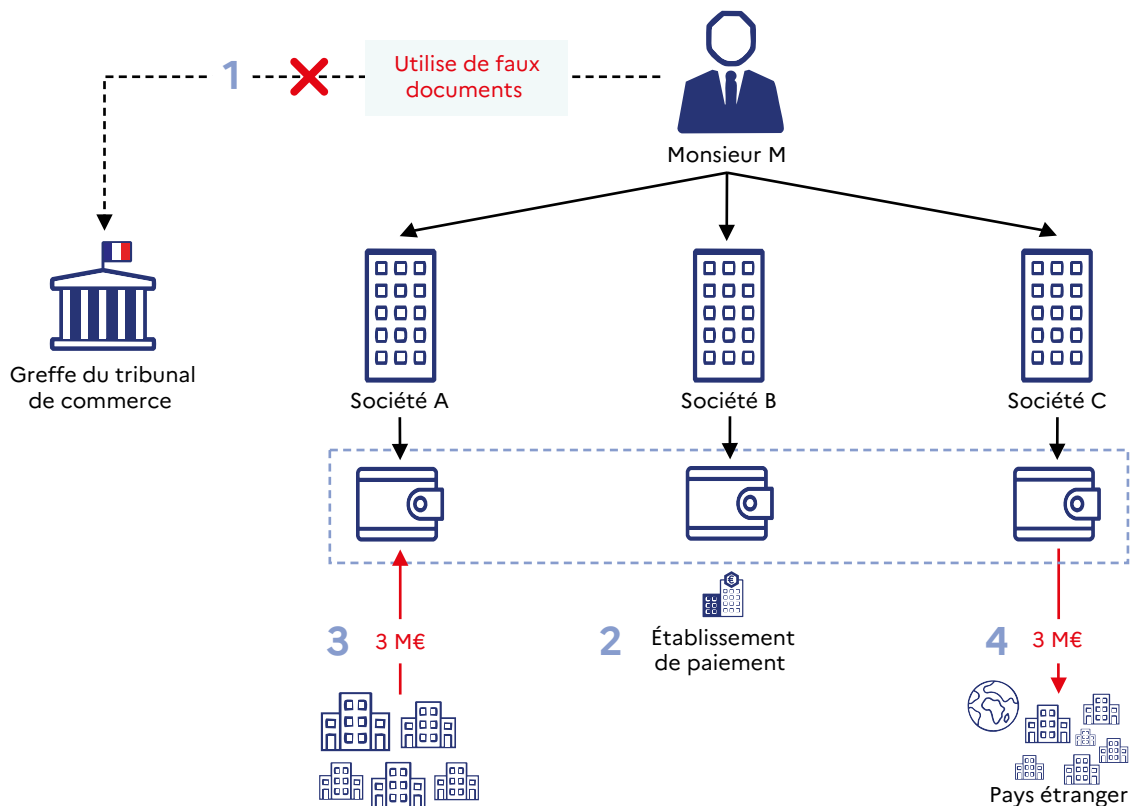 1
Utilise de faux
documents
Monsieur M
Greffe du tribunal
de commerce
Société A
Société B
Société C
3
3 M€
2
€
Établissement
de paiement
4
3 M€
Pays étranger